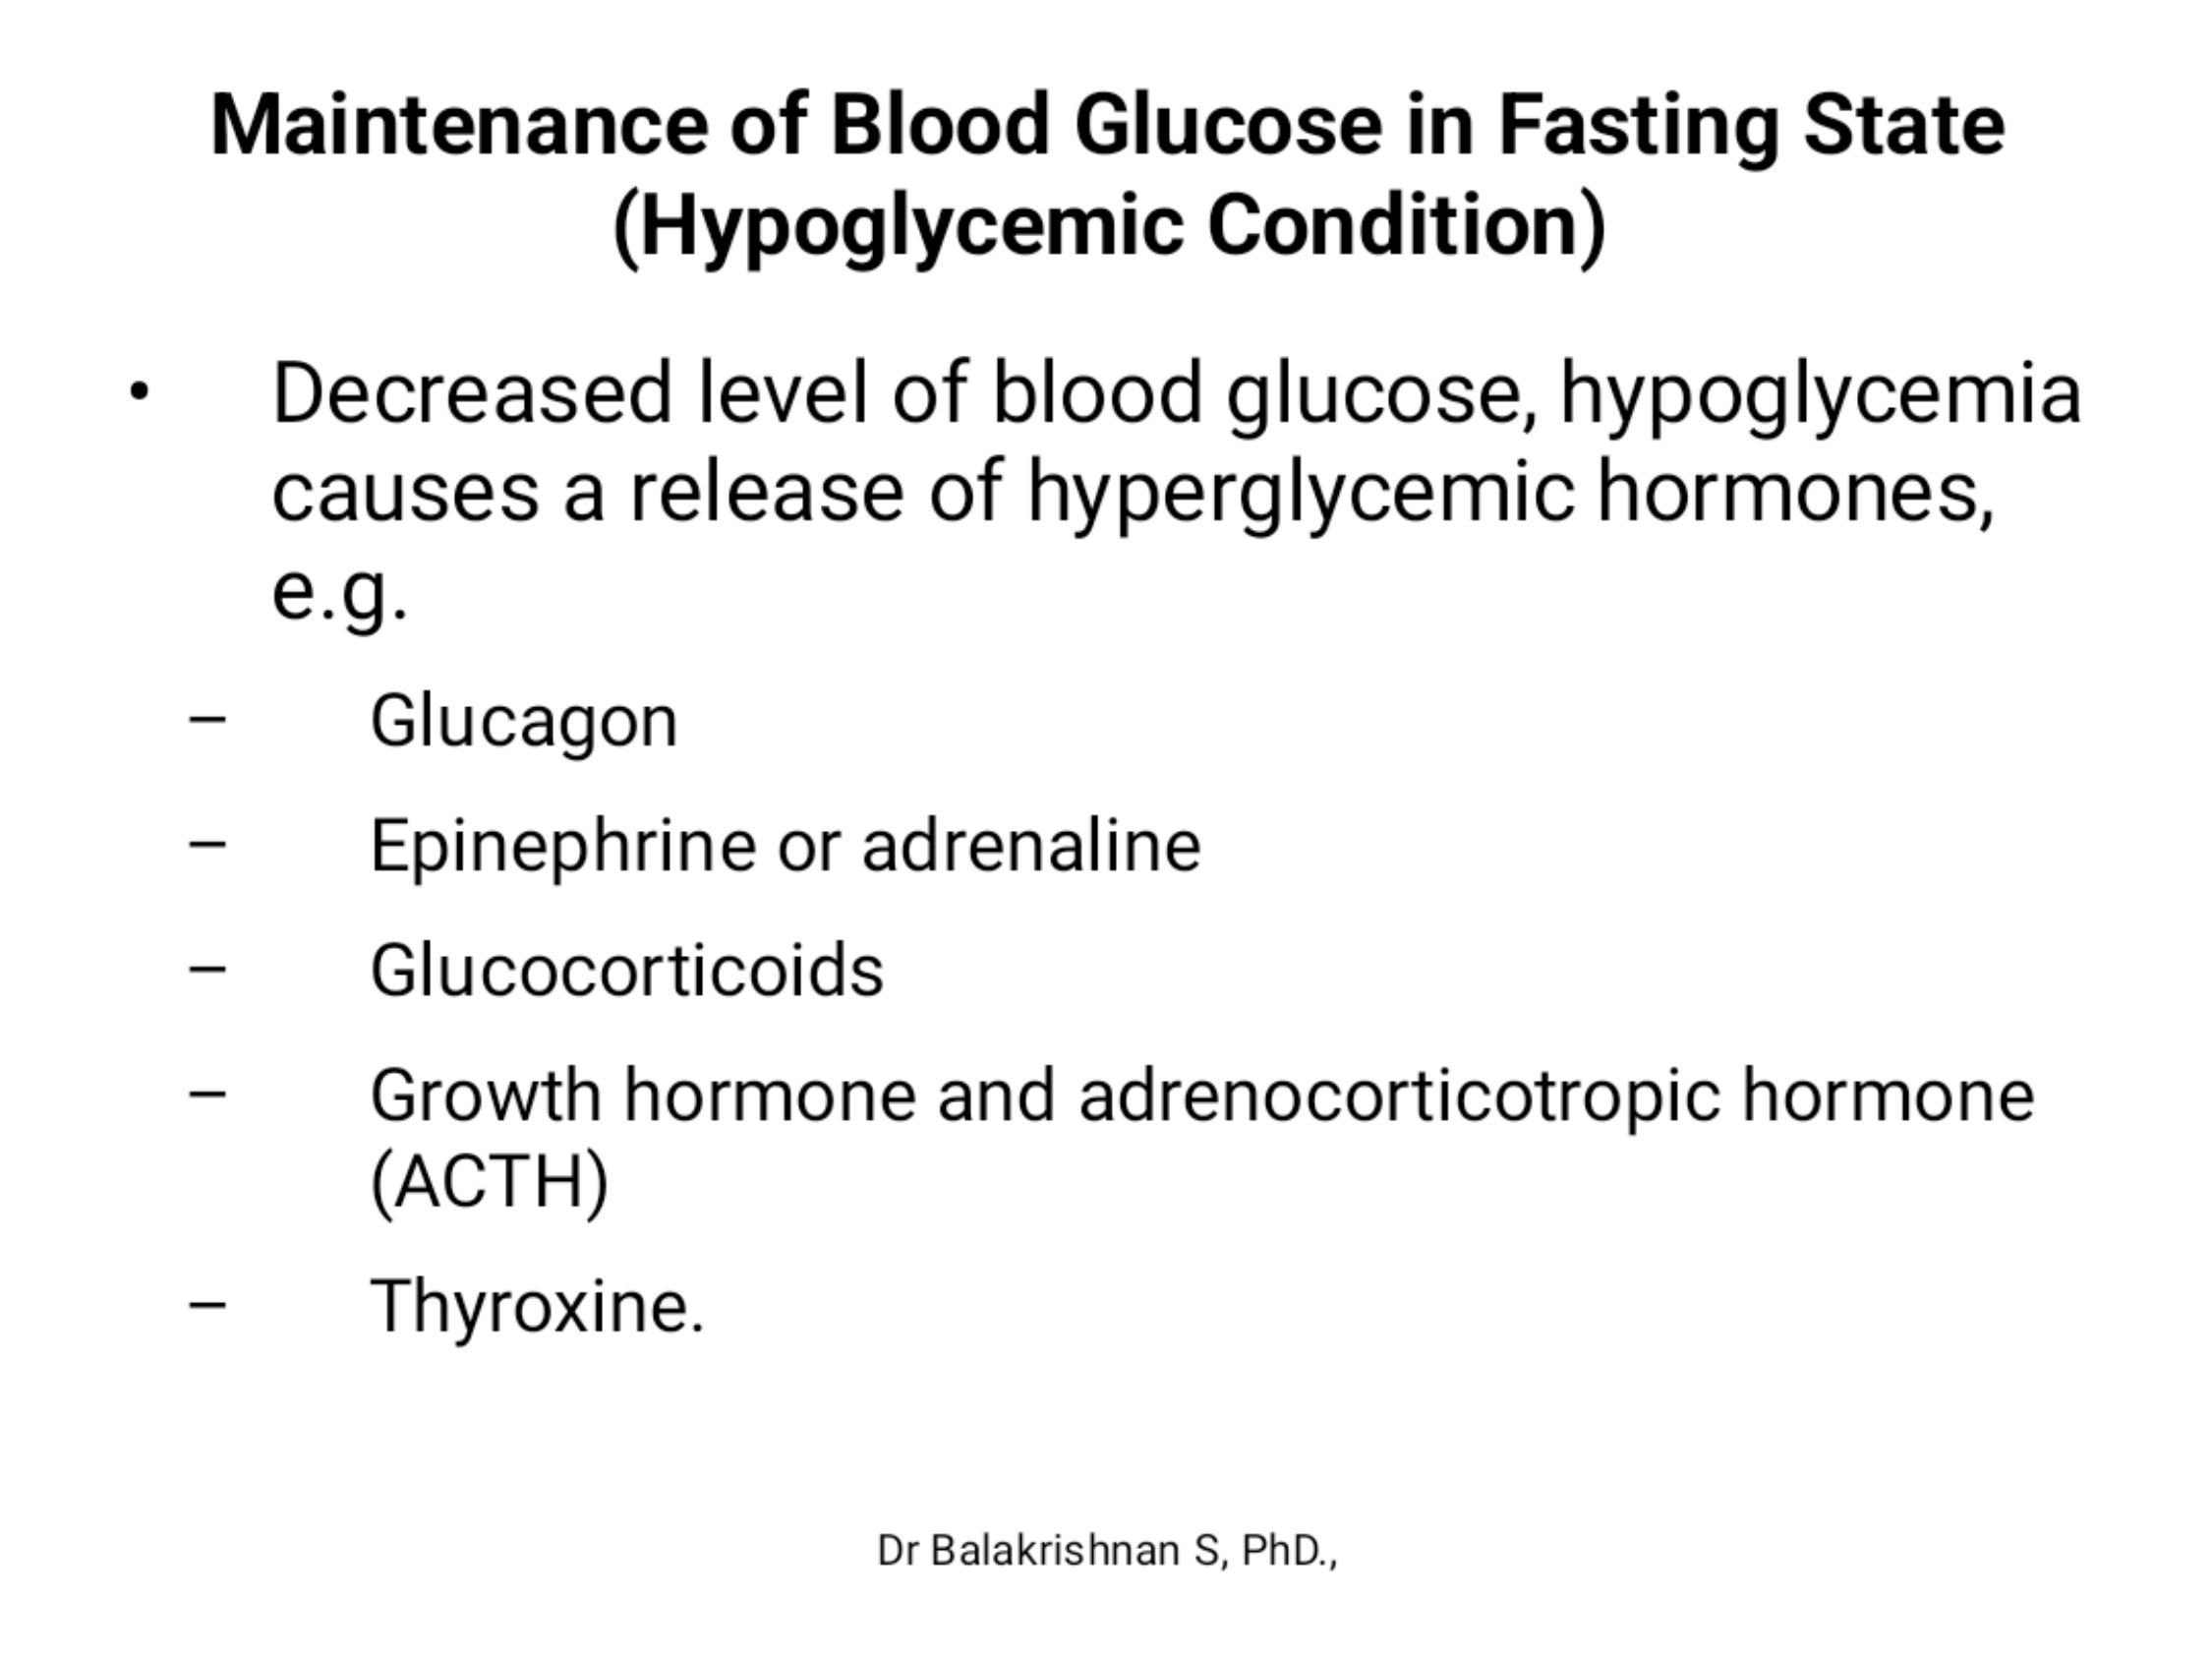 Maintenance of Blood Glucose in Fasting State
(Hypoglycemic Condition)
• Decreased level of blood glucose, hypoglycemia
causes a release of hyperglycemic hormones,
e.g.
– Glucagon
– Epinephrine or adrenaline
– Glucocorticoids
– Growth hormone and adrenocorticotropic hormone
(ACTH)
– Thyroxine.
Dr Balakrishnan S, PhD.,